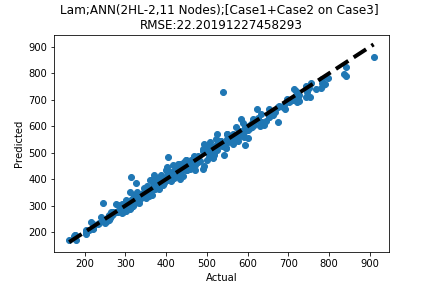 Lam;ANN(2HL-2,11 Nodes);[Case1+Case2 on Case3]
RMSE:22.20191227458293
900
800
700
600
500
400
300
200
Predicted
200 300 400 500 600 700 800 900
Actual